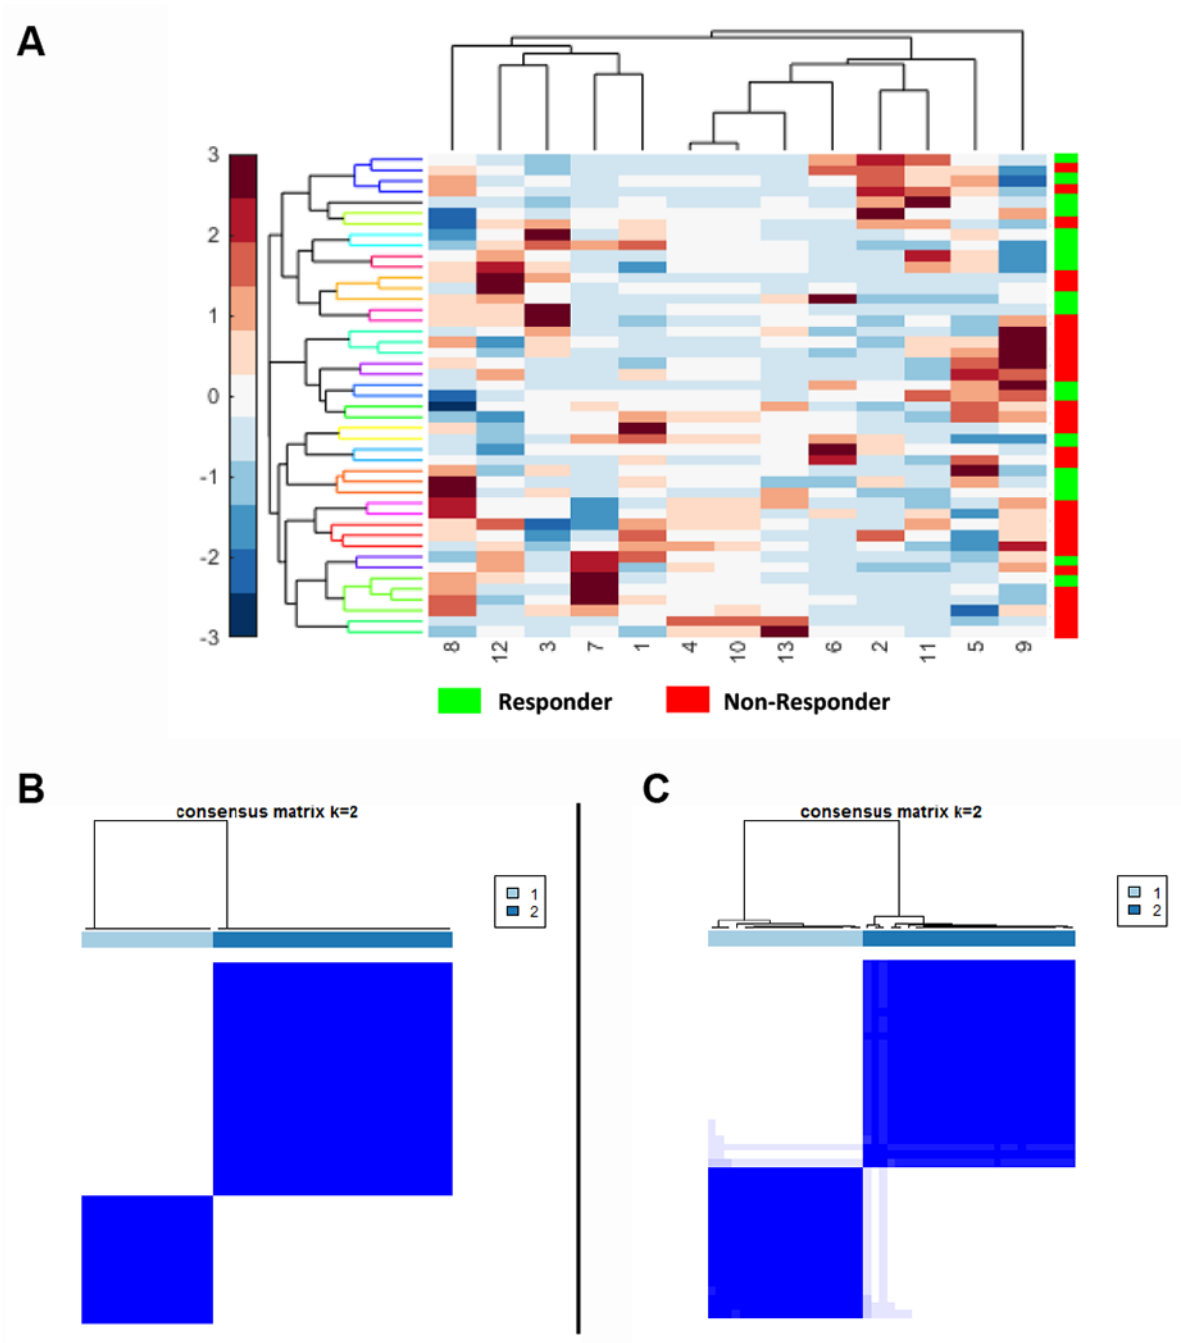 A
3
2
1
0
-1
-2
-3
8 12 3 7 1 4 10 13 6 2 11 5 9
Responder Non-Responder
B
consensus matrix k=2
1
2
C
consensus matrix k=2
1
2